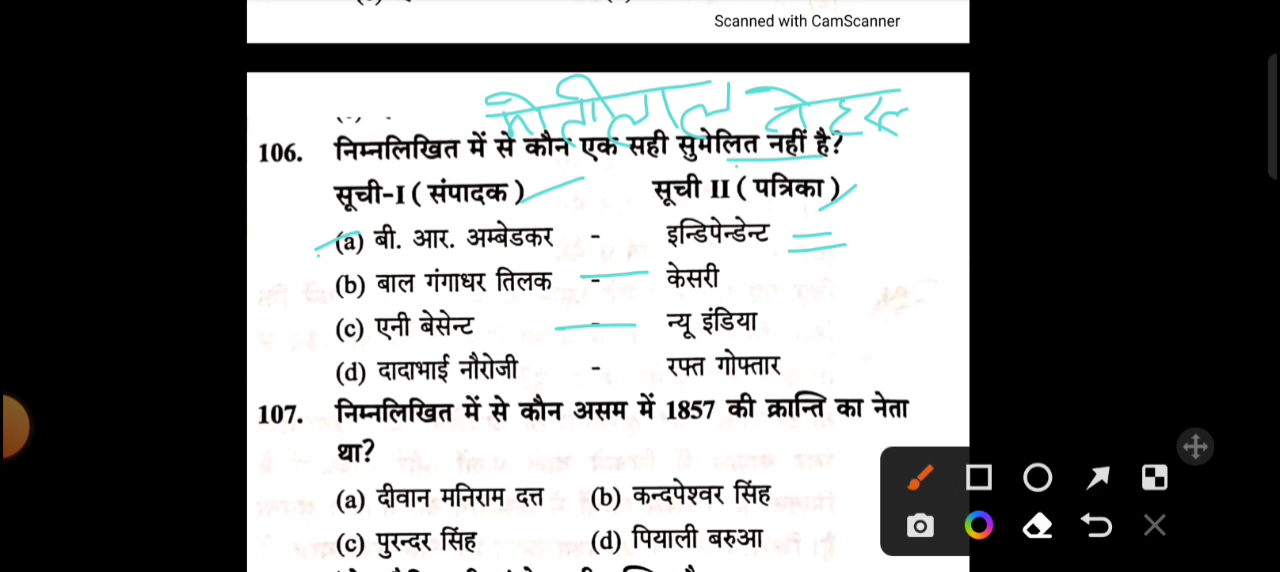 Scanned with CamScanner
मोतीलाल नेहरू
106. निम्नलिखित में से कौन एक सही सुमेलित नहीं है?
सूची-I ( संपादक ) सूची II ( पत्रिका )
(a) बी. आर. अम्बेडकर - इन्डिपेन्डेन्ट
(b) बाल गंगाधर तिलक - केसरी
(c) एनी बेसेन्ट - न्यू इंडिया
(d) दादाभाई नौरोजी - रफ्त गोफ्तार
107. निम्नलिखित में से कौन असम में 1857 की क्रान्ति का नेता
था?
(a) दीवान मनिराम दत्त (b) कन्दपेश्वर सिंह
(c) पुरन्दर सिंह (d) पियाली बरुआ